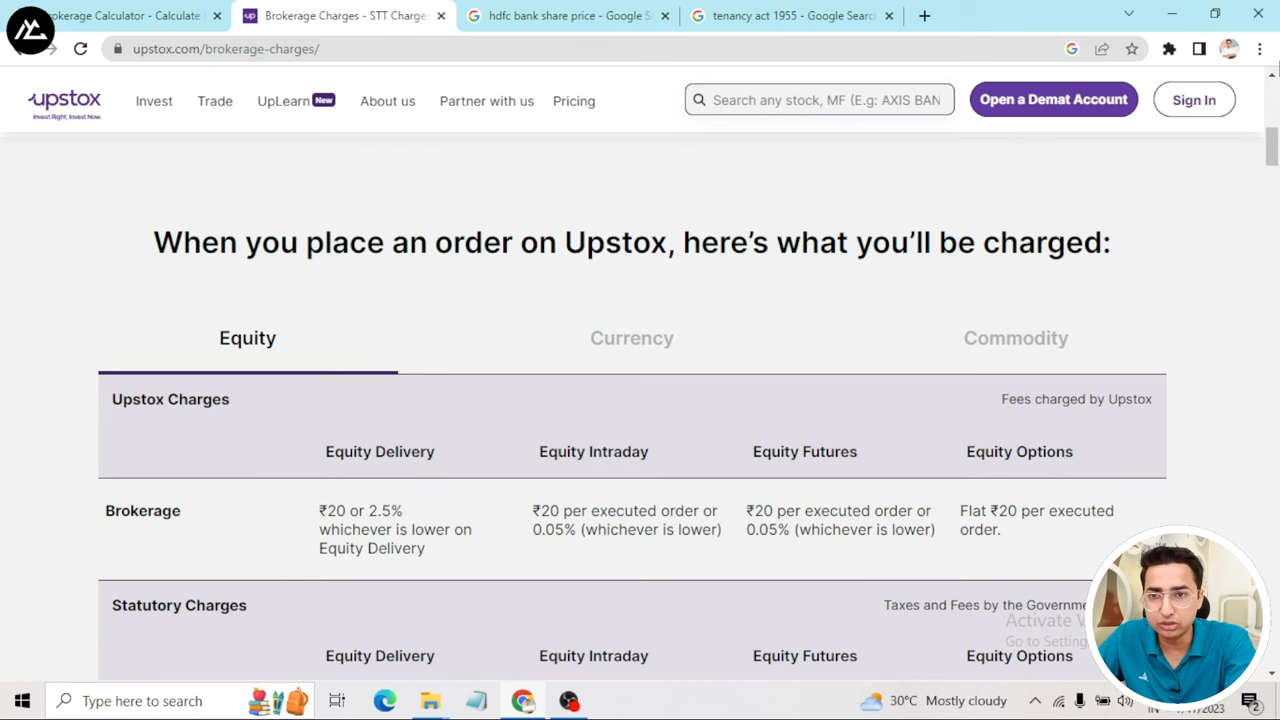 rokerage Calculator - Calculate
Brokerage Charges - STT Charges
hdfc bank share price - Google S
tenancy act 1955 - Google Search
upstox.com/brokerage-charges/
upstox
Invest Right, Invest Now
Invest
Trade
UpLearn New
About us
Partner with us
Pricing
Search any stock, MF (E.g: AXIS BAN
Open a Demat Account
Sign In
When you place an order on Upstox, here's what you'll be charged:
Equity
Currency
Commodity
Upstox Charges
Fees charged by Upstox
Equity Delivery
Equity Intraday
Equity Futures
Equity Options
Brokerage
₹20 or 2.5%
whichever is lower on
Equity Delivery
₹20 per executed order or
0.05% (whichever is lower)
₹20 per executed order or
0.05% (whichever is lower)
Flat ₹20 per executed
order.
Statutory Charges
Taxes and Fees by the Governme
Activate W
Go to Setting
Equity Delivery
Equity Intraday
Equity Futures
Equity Options
Type here to search
30°C Mostly cloudy
IN
2